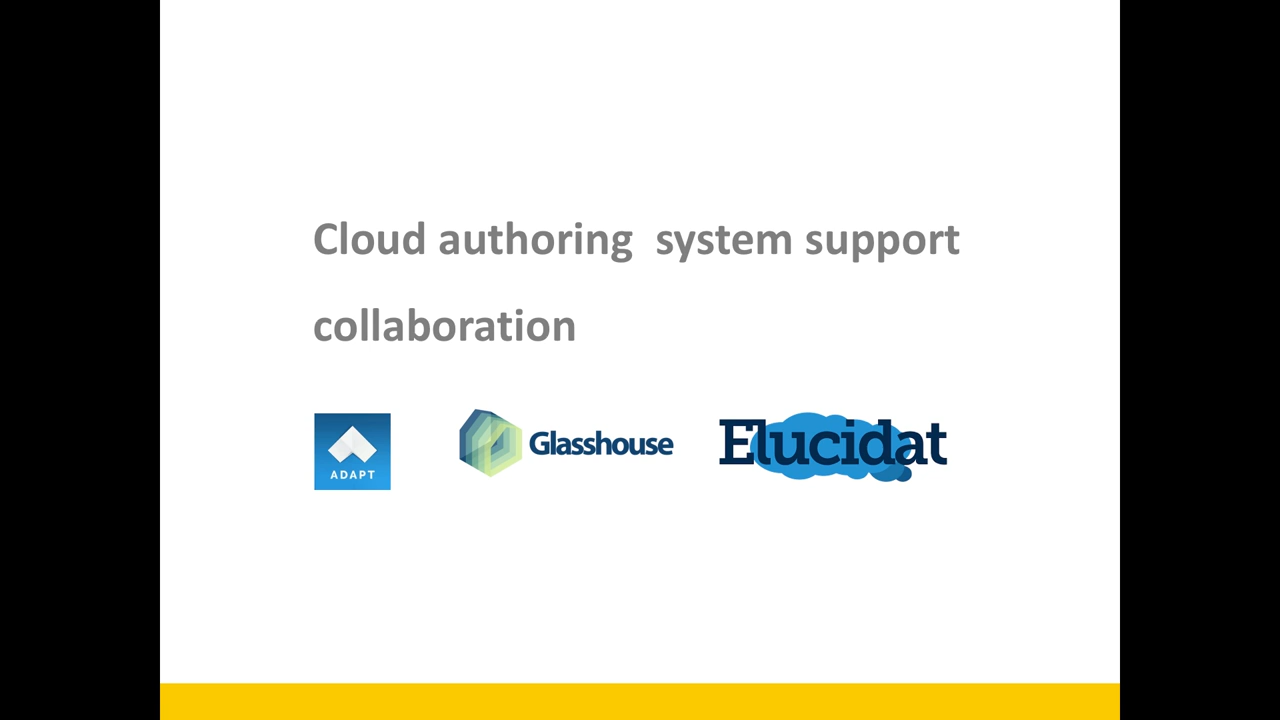 Cloud authoring  system support
collaboration
ADAPT
Glasshouse
Elucidat